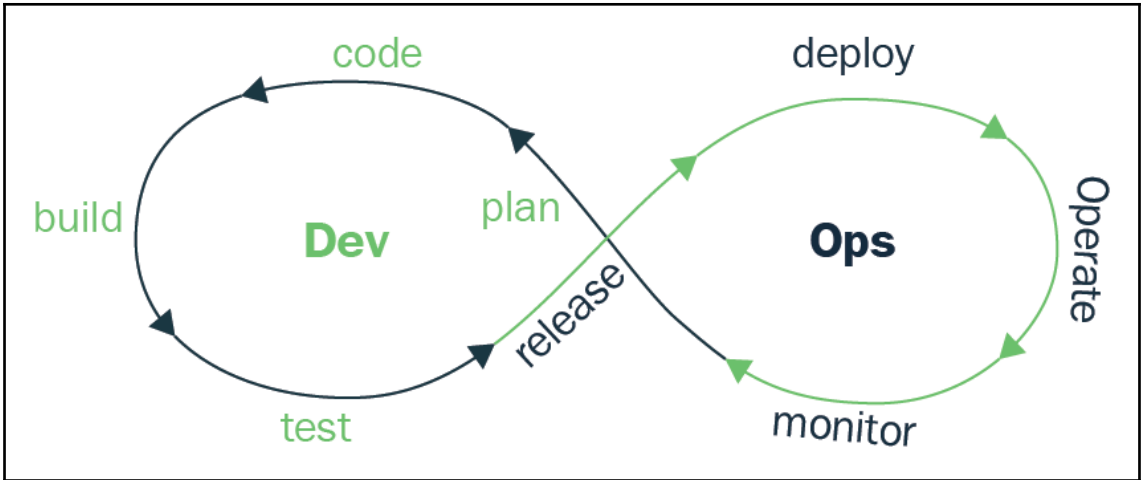 code
deploy
build
plan
Operate
Dev
Ops
release
test
monitor